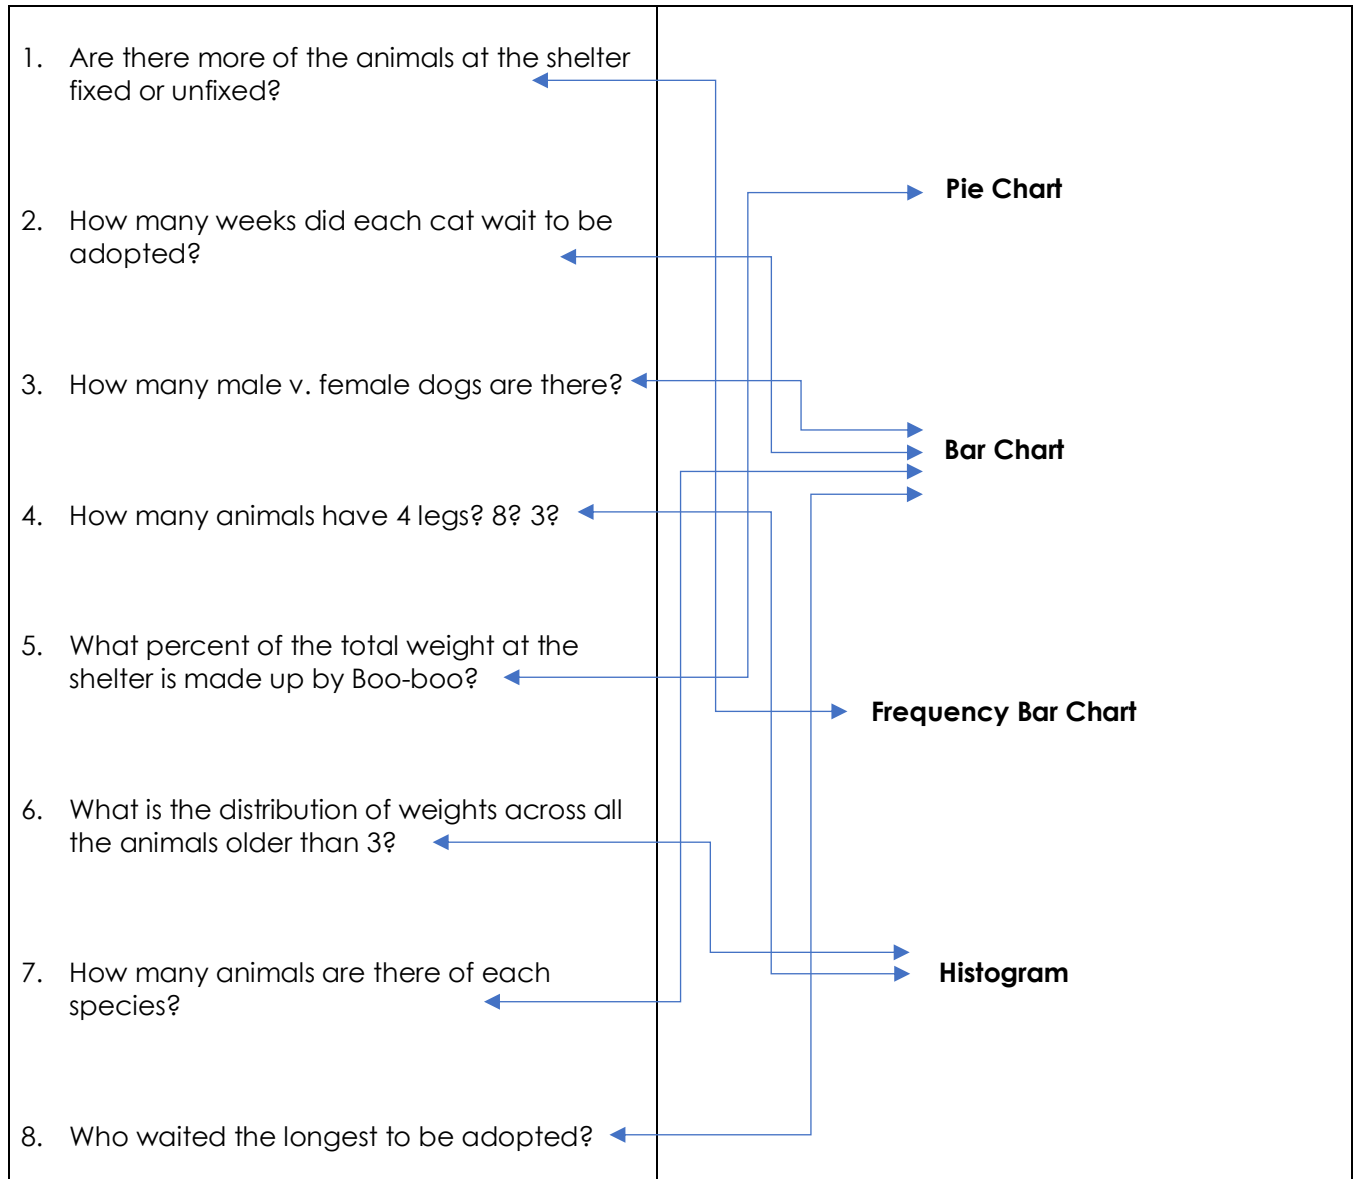 1. Are there more of the animals at the shelter
fixed or unfixed?
2. How many weeks did each cat wait to be
adopted?
3. How many male v. female dogs are there?
4. How many animals have 4 legs? 8? 3?
5. What percent of the total weight at the
shelter is made up by Boo-boo?
6. What is the distribution of weights across all
the animals older than 3?
7. How many animals are there of each
species?
8. Who waited the longest to be adopted?
Pie Chart
Bar Chart
Frequency Bar Chart
Histogram